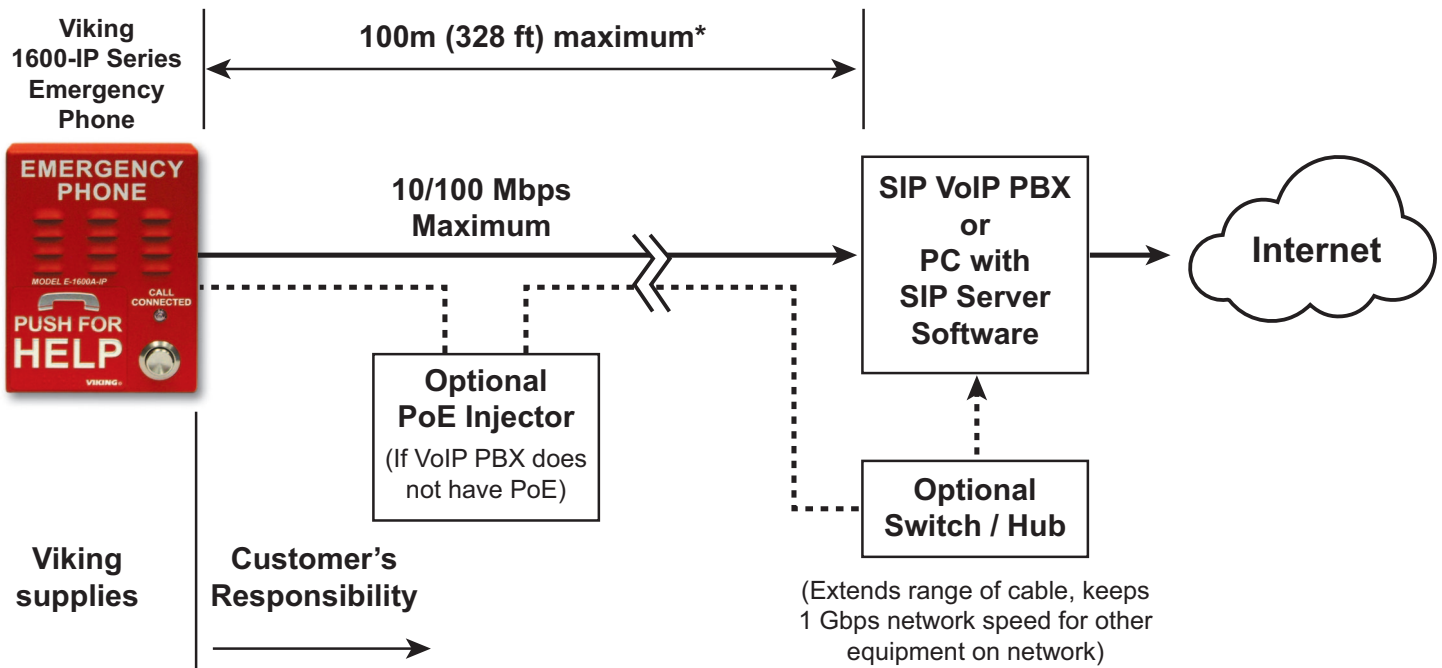 Viking
1600-IP Series
Emergency
Phone
100m (328 ft) maximum*
EMERGENCY
PHONE
MODEL E-1600A-IP
CALL
CONNECTED
PUSH FOR
HELP
VIKING®
10/100 Mbps
Maximum
SIP VoIP PBX
or
PC with
SIP Server
Software
Internet
Optional
PoE Injector
(If VoIP PBX does
not have PoE)
Optional
Switch / Hub
(Extends range of cable, keeps
1 Gbps network speed for other
equipment on network)
Viking
supplies
Customer’s
Responsibility